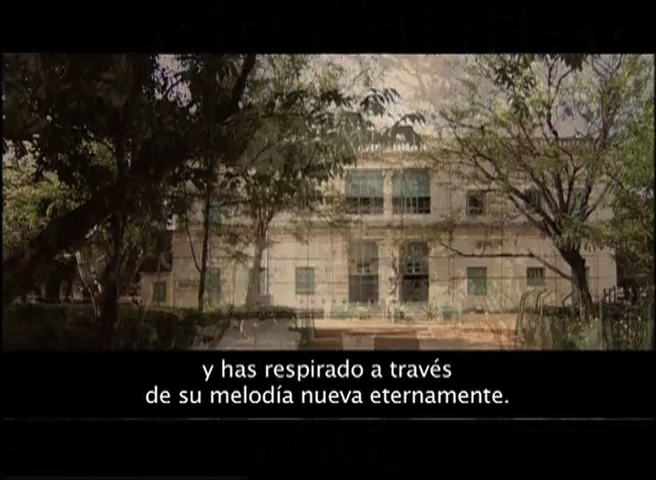 y has respirado a través
de su melodía nueva eternamente.